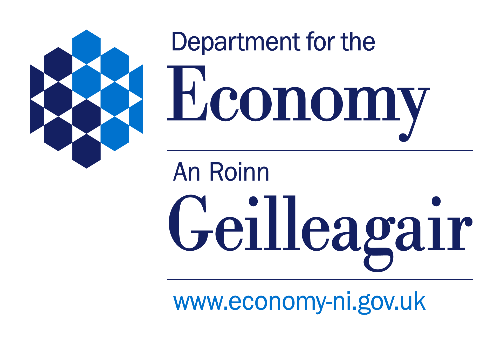 Department for the
Economy
An Roinn
Geilleagair
www.economy-ni.gov.uk